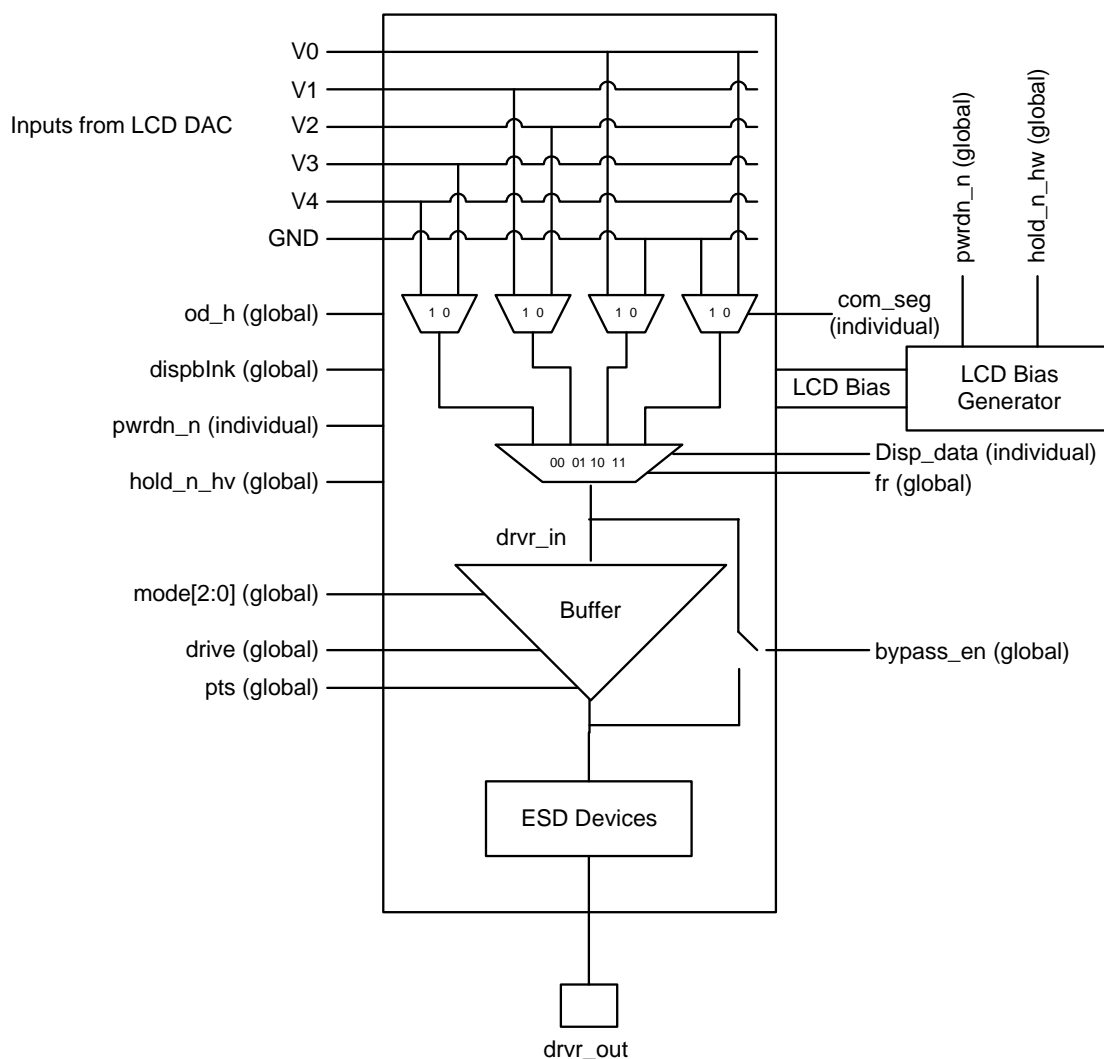 V0
V1
Inputs from LCD DAC
V2
V3
V4
GND
pwrdn_n (global)
hold_n_hw (global)
od_h (global)
1 0
1 0
1 0
1 0
com_seg
(individual)
dispblnk (global)
LCD Bias
LCD Bias
Generator
pwrdn_n (individual)
00 01 10 11
Disp_data (individual)
fr (global)
hold_n_hv (global)
drvr_in
mode[2:0] (global)
Buffer
drive (global)
bypass_en (global)
pts (global)
ESD Devices
drvr_out